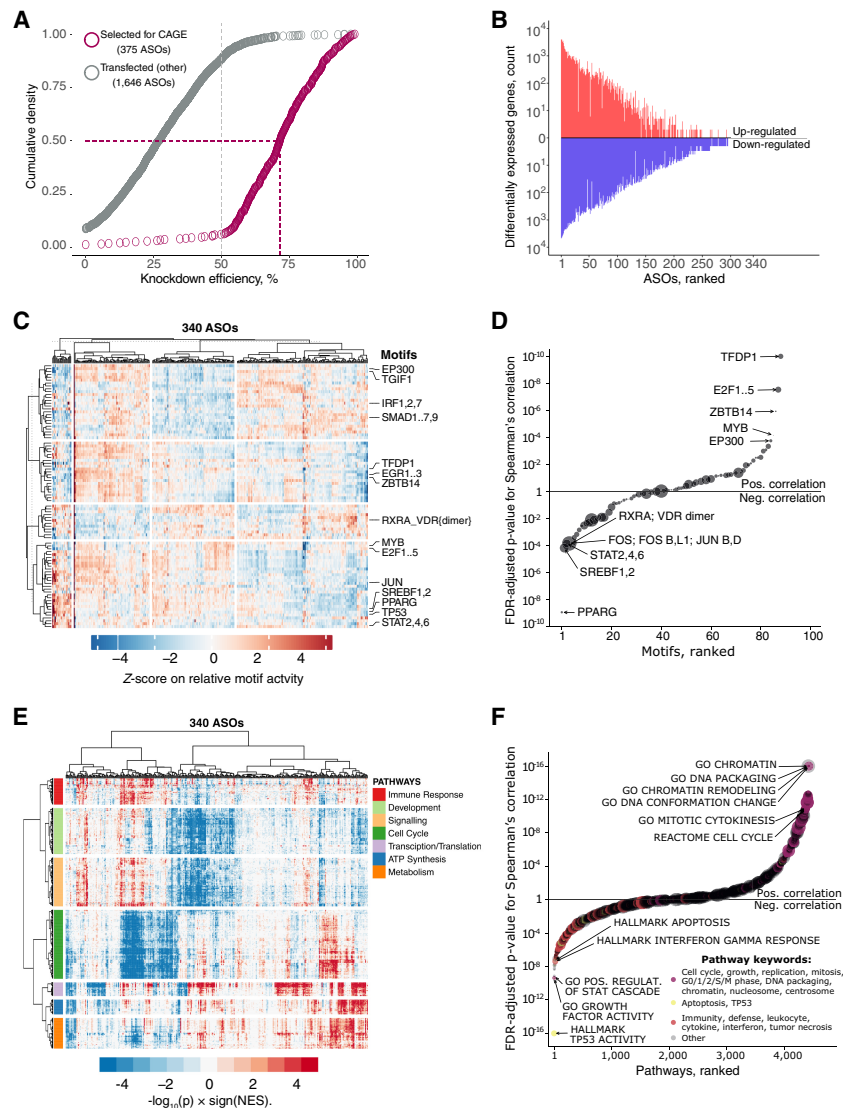 A
Selected for CAGE
(375 ASOs)
Transfected (other)
(1,646 ASOs)
Cumulative density
1.00
0.75
0.50
0.25
0.00
0
25
50
75
100
Knockdown efficiency, %
B
Differentially expressed genes, count
10^4
10^3
10^2
10^1
0
10^1
10^2
10^3
10^4
Up-regulated
Down-regulated
1
50
100
150
200
250
300
340
ASOs, ranked
C
340 ASOs
Motifs
EP300
TGIF1
IRF1,2,7
SMAD1..7,9
TFDP1
EGR1..3
ZBTB14
RXRA_VDR{dimer}
MYB
E2F1..5
JUN
SREBF1,2
PPARG
TP53
STAT2,4,6
−4
−2
0
2
4
Z-score on relative motif actvity
D
FDR-adjusted p-value for Spearman's correlation
10^-10
10^-8
10^-6
10^-4
10^-2
1
10^-2
10^-4
10^-6
10^-8
10^-10
TFDP1
E2F1..5
ZBTB14
MYB
EP300
Pos. correlation
Neg. correlation
RXRA; VDR dimer
FOS; FOS B,L1; JUN B,D
STAT2,4,6
SREBF1,2
PPARG
1
20
40
60
80
100
Motifs, ranked
E
340 ASOs
PATHWAYS
Immune Response
Development
Signalling
Cell Cycle
Transciption/Translation
ATP Synthesis
Metabolism
-4
−2
0
2
4
-log10(p) × sign(NES).
F
FDR-adjusted p-value for Spearman's correlation
10^-16
10^-12
10^-8
10^-4
1
10^-4
10^-8
10^-12
10^-16
GO CHROMATIN
GO DNA PACKAGING
GO CHROMATIN REMODELING
GO DNA CONFORMATION CHANGE
GO MITOTIC CYTOKINESIS
REACTOME CELL CYCLE
Pos. correlation
Neg. correlation
HALLMARK APOPTOSIS
HALLMARK INTERFERON GAMMA RESPONSE
GO POS. REGULAT.
OF STAT CASCADE
GO GROWTH
FACTOR ACTIVITY
HALLMARK
TP53 ACTIVITY
Pathway keywords:
Cell cycle, growth, replication, mitosis,
G0/1/2/S/M phase, DNA packaging,
chromatin, nucleosome, centrosome
Aptoptosis, TP53
Immunity, defense, leukocyte,
cytokine, interferon, tumor necrosis
Other
1
1,000
2,000
3,000
4,000
Pathways, ranked